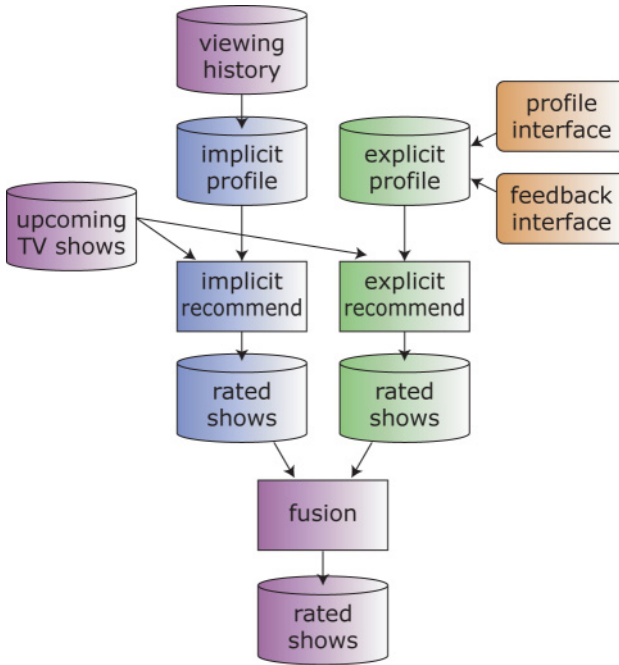 viewing
history
implicit
profile
explicit
profile
profile
interface
feedback
interface
upcoming
TV shows
implicit
recommend
explicit
recommend
rated
shows
rated
shows
fusion
rated
shows